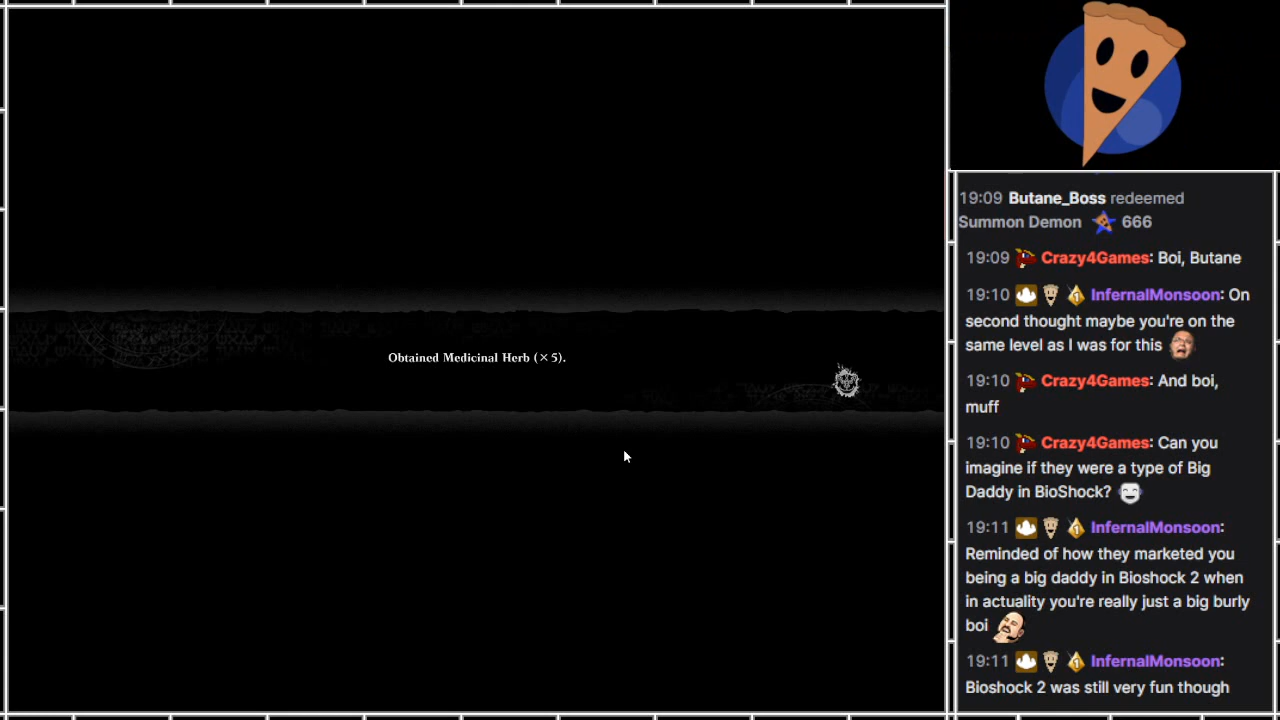 Obtained Medicinal Herb (×5).
19:09 Butane_Boss redeemed
Summon Demon 666
19:09 Crazy4Games: Boi, Butane
19:10 InfernalMonsoon: On
second thought maybe you're on the
same level as I was for this
19:10 Crazy4Games: And boi,
muff
19:10 Crazy4Games: Can you
imagine if they were a type of Big
Daddy in BioShock?
19:11 InfernalMonsoon:
Reminded of how they marketed you
being a big daddy in Bioshock 2 when
in actuality you're really just a big burly
boi
19:11 InfernalMonsoon:
Bioshock 2 was still very fun though